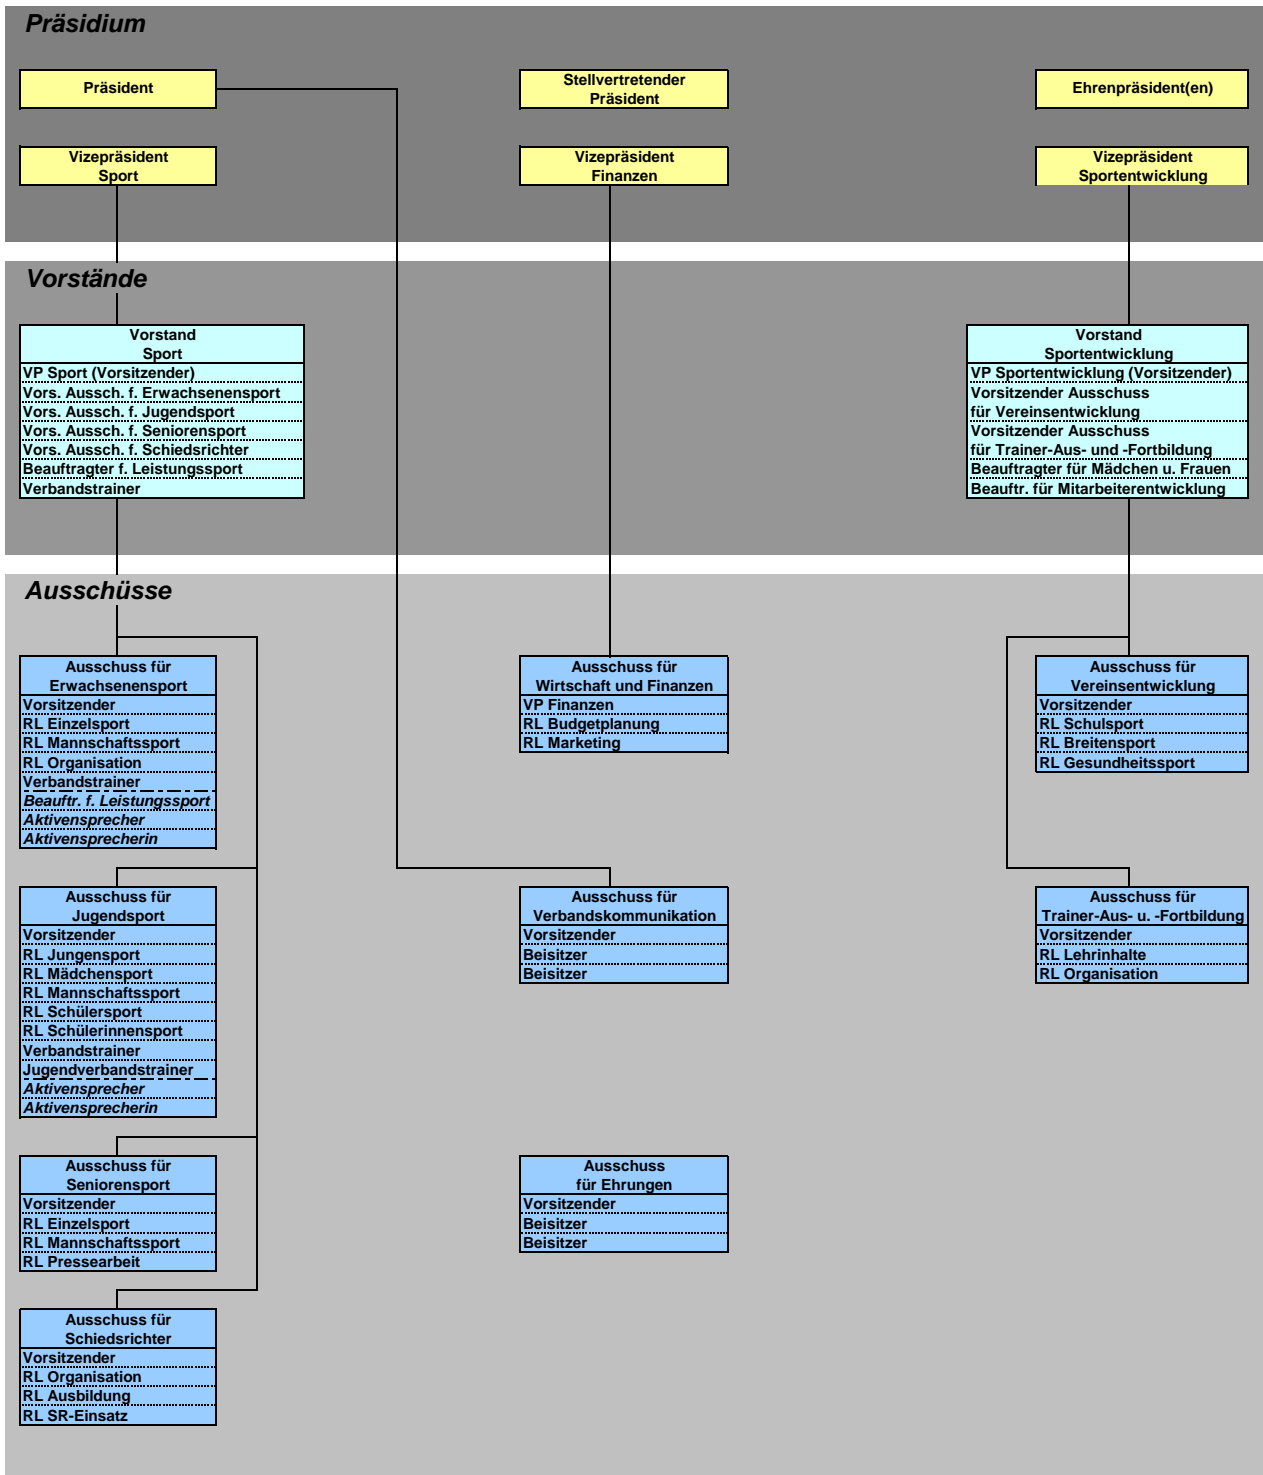 Präsidium
Präsident
Stellvertretender
Präsident
Ehrenpräsident(en)
Vizepräsident
Sport
Vizepräsident
Finanzen
Vizepräsident
Sportentwicklung
Vorstände
Vorstand
Sport
VP Sport (Vorsitzender)
Vors. Aussch. f. Erwachsenensport
Vors. Aussch. f. Jugendsport
Vors. Aussch. f. Seniorensport
Vors. Aussch. f. Schiedsrichter
Beauftragter f. Leistungssport
Verbandstrainer
Vorstand
Sportentwicklung
VP Sportentwicklung (Vorsitzender)
Vorsitzender Ausschuss
für Vereinsentwicklung
Vorsitzender Ausschuss
für Trainer-Aus- und -Fortbildung
Beauftragter für Mädchen u. Frauen
Beauftr. für Mitarbeiterentwicklung
Ausschüsse
Ausschuss für
Erwachsenensport
Vorsitzender
RL Einzelsport
RL Mannschaftssport
RL Organisation
Verbandstrainer
Beauftr. f. Leistungssport
Aktivensprecher
Aktivensprecherin
Ausschuss für
Wirtschaft und Finanzen
VP Finanzen
RL Budgetplanung
RL Marketing
Ausschuss für
Vereinsentwicklung
Vorsitzender
RL Schulsport
RL Breitensport
RL Gesundheitssport
Ausschuss für
Jugendsport
Vorsitzender
RL Jungensport
RL Mädchensport
RL Mannschaftssport
RL Schülersport
RL Schülerinnensport
Verbandstrainer
Jugendverbandstrainer
Aktivensprecher
Aktivensprecherin
Ausschuss für
Verbandskommunikation
Vorsitzender
Beisitzer
Beisitzer
Ausschuss für
Trainer-Aus- u. -Fortbildung
Vorsitzender
RL Lehrinhalte
RL Organisation
Ausschuss für
Seniorensport
Vorsitzender
RL Einzelsport
RL Mannschaftssport
RL Pressearbeit
Ausschuss
für Ehrungen
Vorsitzender
Beisitzer
Beisitzer
Ausschuss für
Schiedsrichter
Vorsitzender
RL Organisation
RL Ausbildung
RL SR-Einsatz